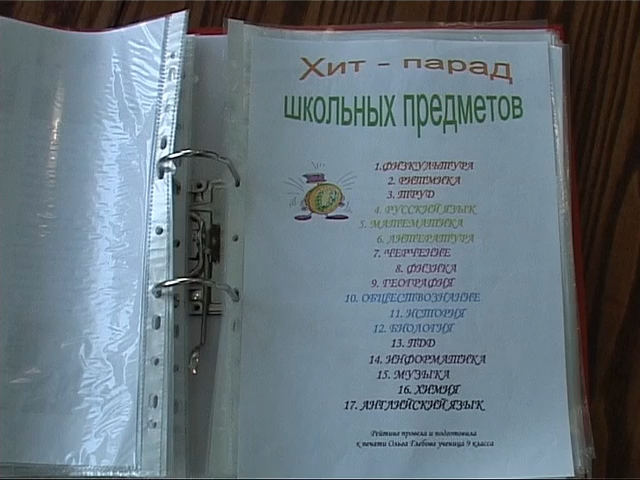 Хит - парад
школьных предметов
1. ФИЗКУЛЬТУРА
2. РИТМИКА
3. ТРУД
4. РУССКИЙ ЯЗЫК
5. МАТЕМАТИКА
6. ЛИТЕРАТУРА
7. ЧЕРЧЕНИЕ
8. ФИЗИКА
9. ГЕОГРАФИЯ
10. ОБЩЕСТВОЗНАНИЕ
11. ИСТОРИЯ
12. БИОЛОГИЯ
13. ПДД
14. ИНФОРМАТИКА
15. МУЗЫКА
16. ХИМИЯ
17. АНГЛИЙСКИЙ ЯЗЫК
Рейтинг провела и подготовила
к печати Ольга Глебова ученица 9 класса